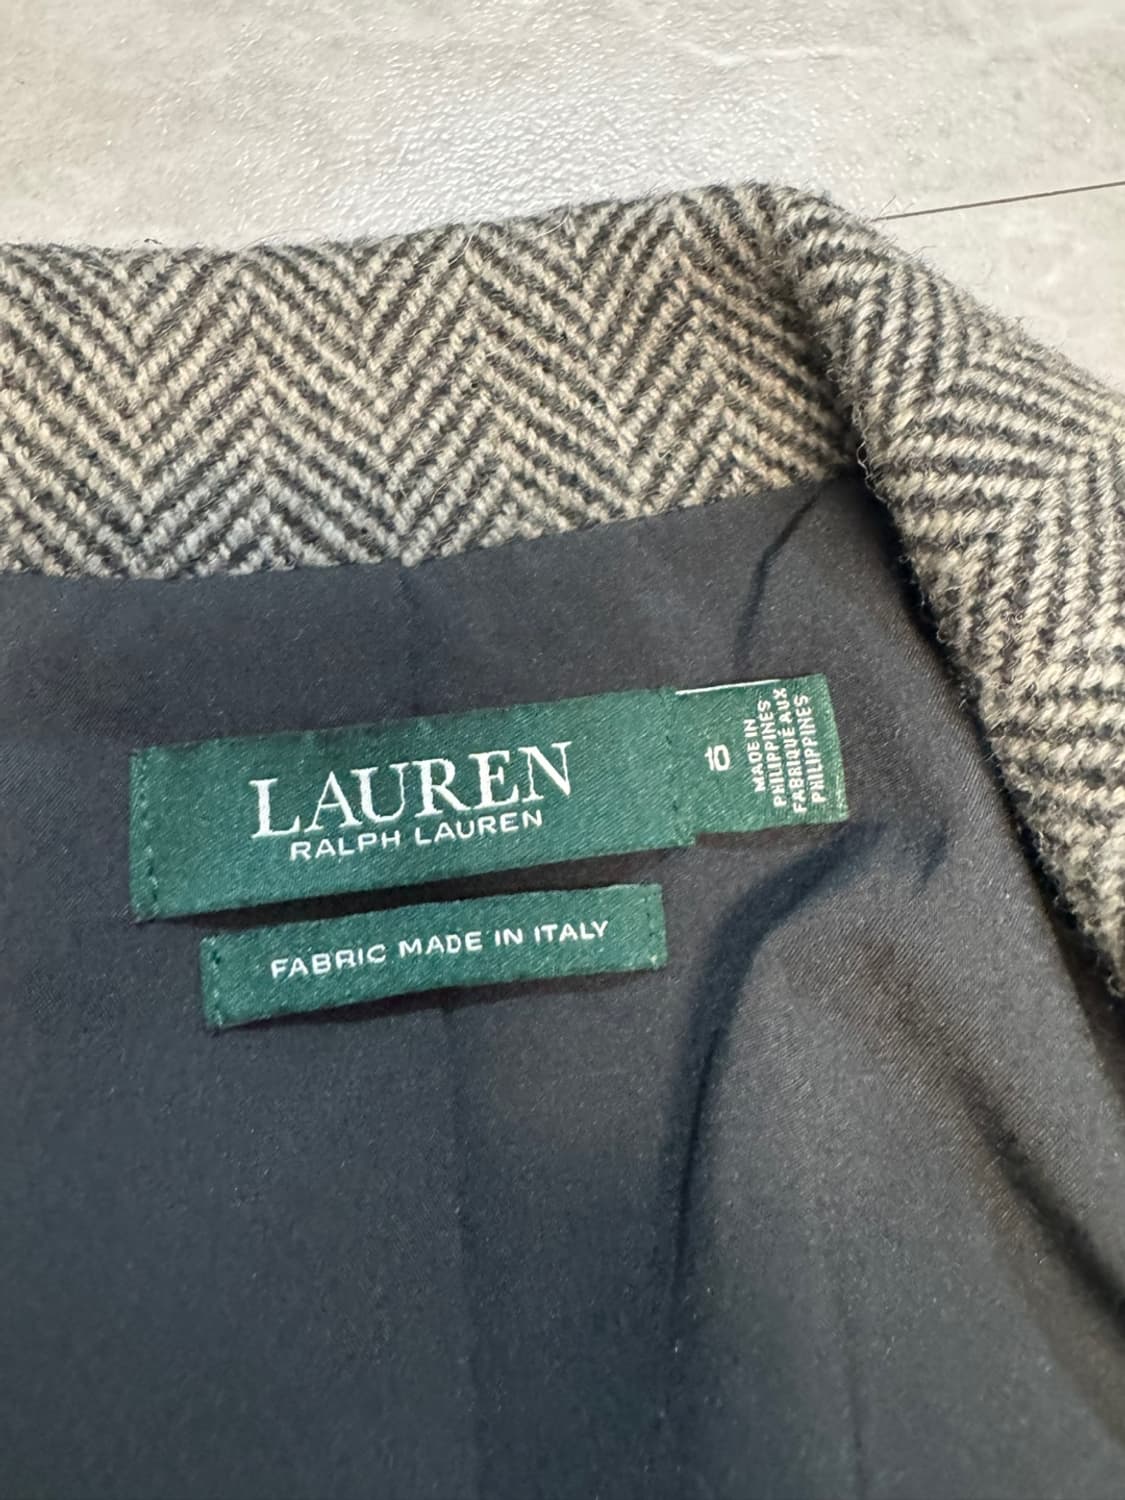 LAUREN
RALPH LAUREN
10
MADE IN
PHILIPPINES
FABRIQUÉ AUX
PHILIPPINES
FABRIC MADE IN ITALY